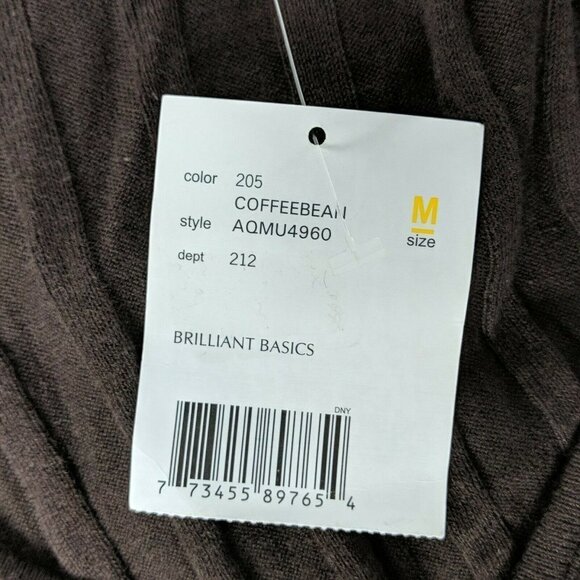 color 205
COFFEEBEAN
style AQMU4960
dept 212
M
size
BRILLIANT BASICS
DNY
7 73455 89765 4